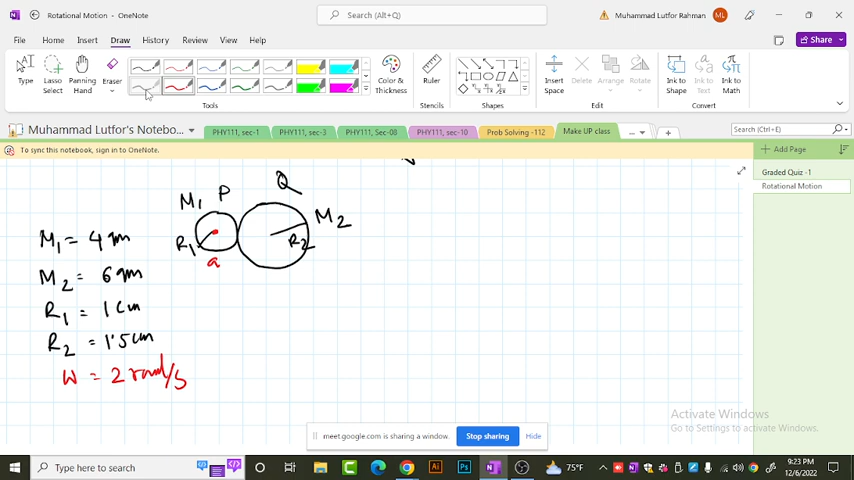 Rotational Motion - OneNote
Search (Alt+Q)
Muhammad Lutfor Rahman
ML
File Home Insert Draw History Review View Help
Share
Type
Lasso Select
Panning Hand
Eraser
Color & Thickness
Ruler
Insert Space
Delete
Arrange
Rotate
Ink to Shape
Ink to Text
Ink to Math
Tools
Stencils
Shapes
Edit
Convert
Muhammad Lutfor's Notebo...
PHY111, sec-1
PHY111, sec-3
PHY111, Sec-08
PHY111, sec-10
Prob Solving -112
Make UP class
Search (Ctrl+E)
To sync this notebook, sign in to OneNote.
Add Page
Graded Quiz -1
Rotational Motion
M1 P Q
M2
R1 R2
a
M1 = 4 gm
M2 = 6 gm
R1 = 1 cm
R2 = 1.5 cm
W = 2 rad/s
Activate Windows
Go to Settings to activate Windows.
meet.google.com is sharing a window.
Stop sharing
Hide
Type here to search
Ai
Ps
N
75°F
9:23 PM
12/6/2022